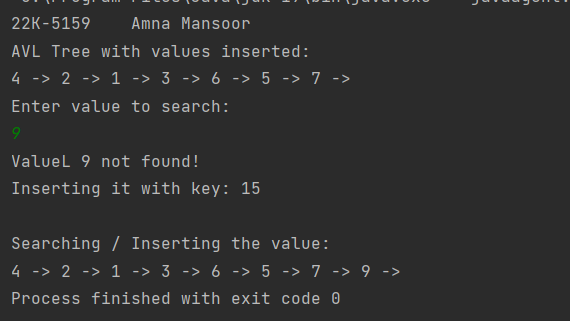 22K-5159    Amna Mansoor
AVL Tree with values inserted:
4 -> 2 -> 1 -> 3 -> 6 -> 5 -> 7 ->
Enter value to search:
9
ValueL 9 not found!
Inserting it with key: 15
Searching / Inserting the value:
4 -> 2 -> 1 -> 3 -> 6 -> 5 -> 7 -> 9 ->
Process finished with exit code 0